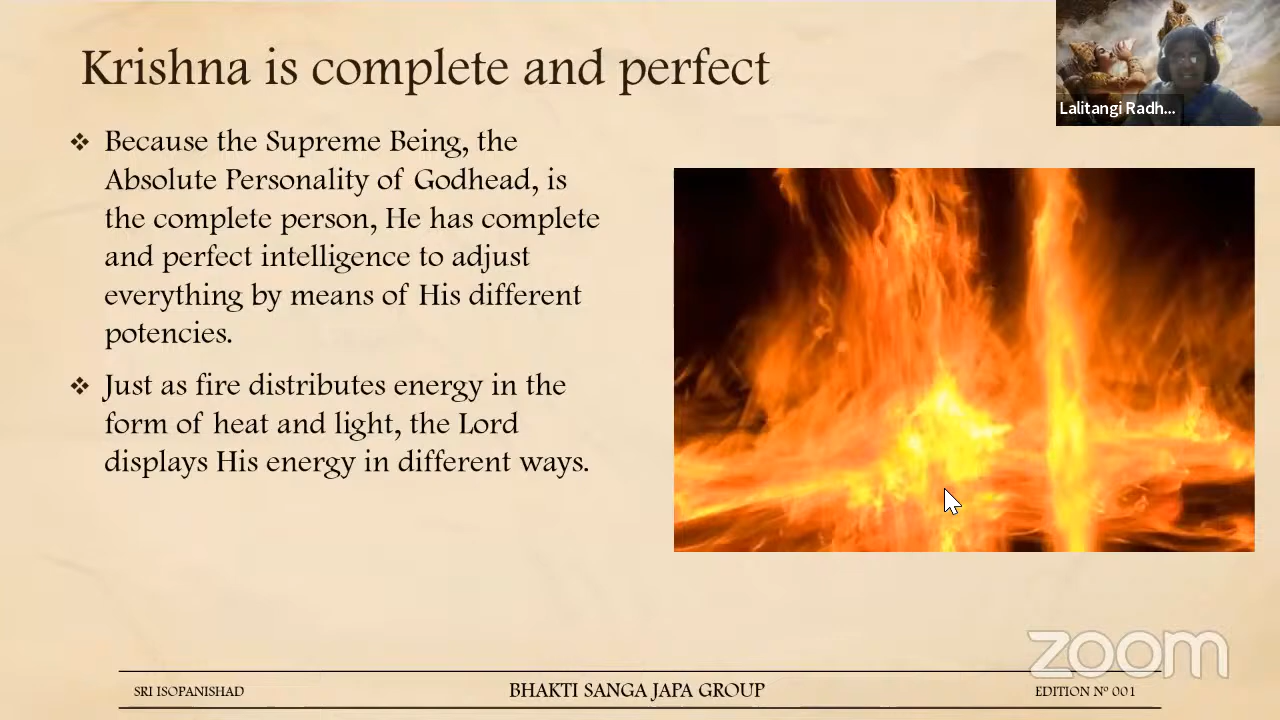 Krishna is complete and perfect
Lalitangi Radh...
❖ Because the Supreme Being, the
Absolute Personality of Godhead, is
the complete person, He has complete
and perfect intelligence to adjust
everything by means of His different
potencies.
❖ Just as fire distributes energy in the
form of heat and light, the Lord
displays His energy in different ways.
zoom
SRI ISOPANISHAD
BHAKTI SANGA JAPA GROUP
EDITION Nº 001